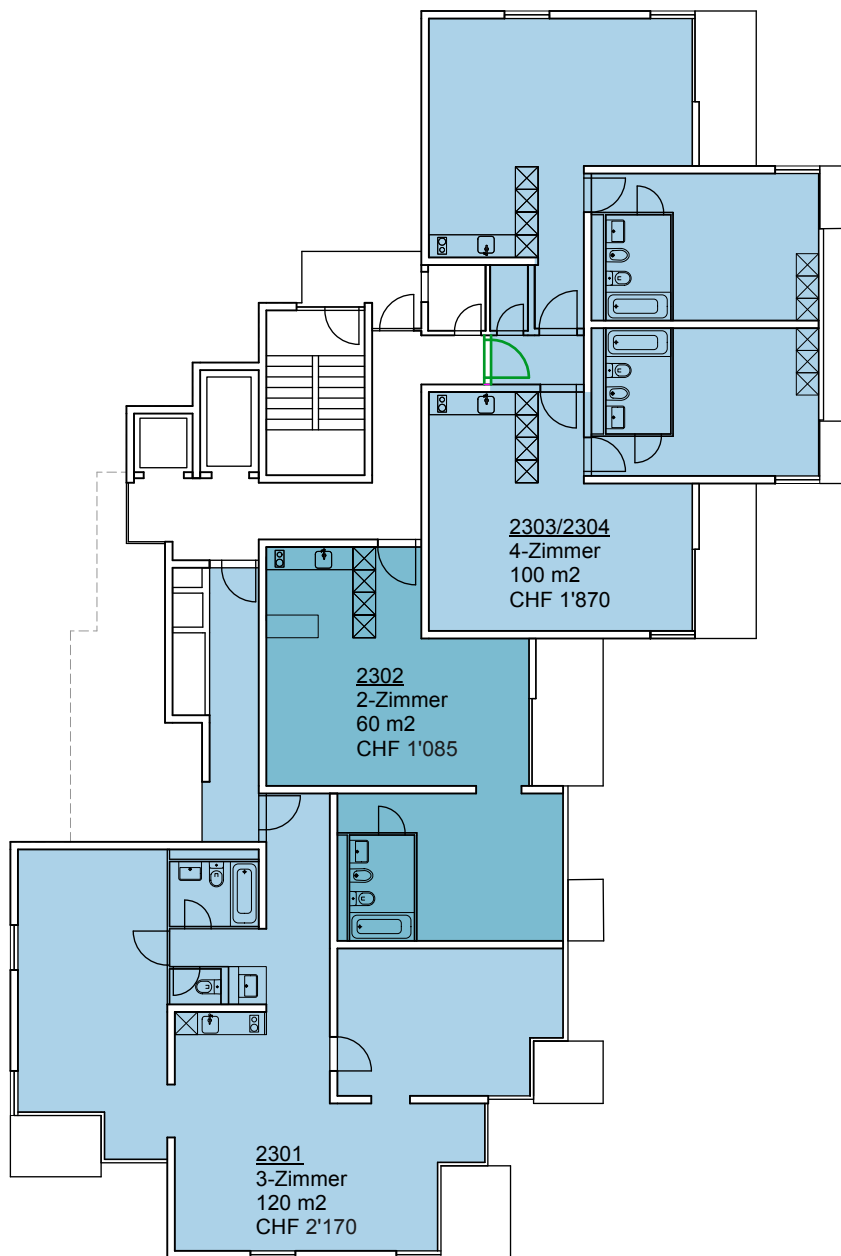 2303/2304
4-Zimmer
100 m2
CHF 1'870
2302
2-Zimmer
60 m2
CHF 1'085
2301
3-Zimmer
120 m2
CHF 2'170